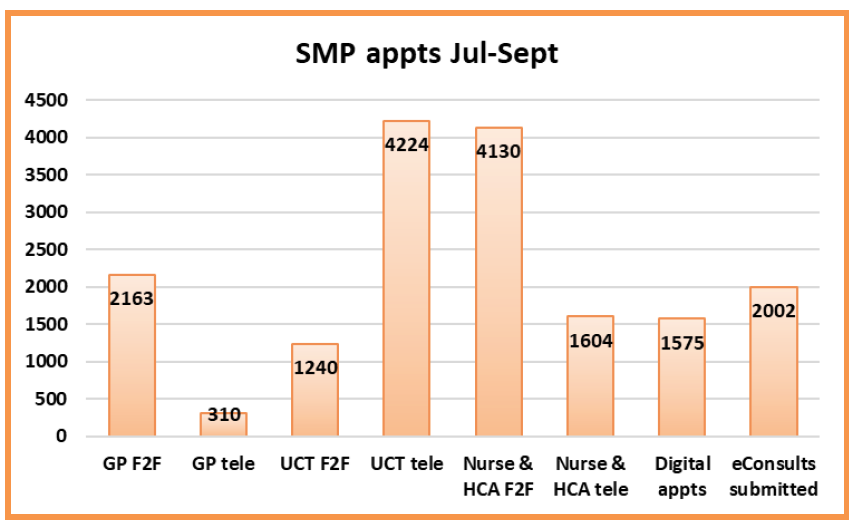 SMP appts Jul-Sept
4500
4000
3500
3000
2500
2000
1500
1000
500
0
2163
310
1240
4224
4130
1604
1575
2002
GP F2F
GP tele
UCT F2F
UCT tele
Nurse &
HCA F2F
Nurse &
HCA tele
Digital
appts
eConsults
submitted